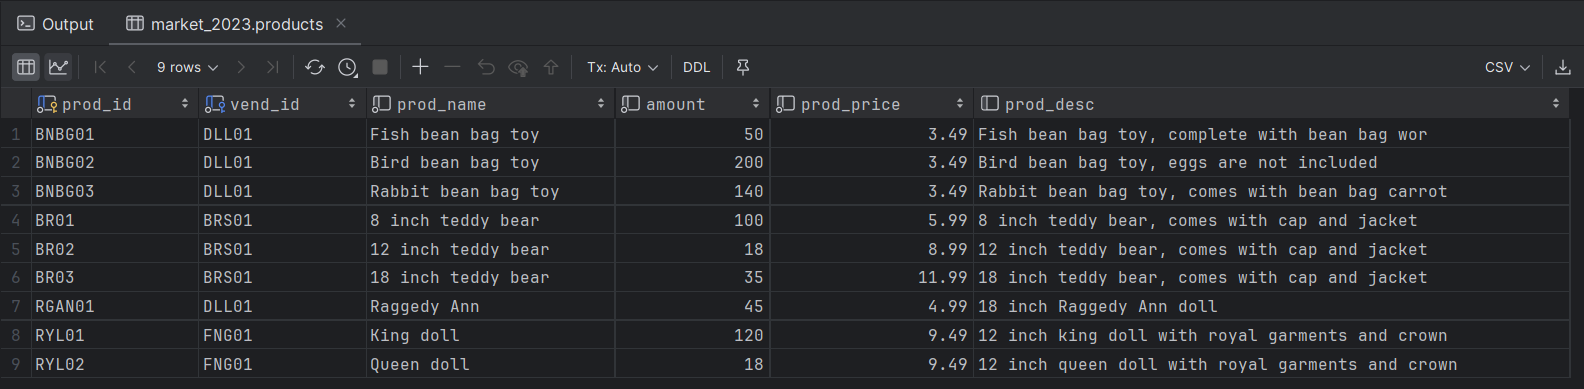 Output market_2023.products
9 rows Tx: Auto DDL CSV
prod_id vend_id prod_name amount prod_price prod_desc
1 BNBG01 DLL01 Fish bean bag toy 50 3.49 Fish bean bag toy, complete with bean bag wor
2 BNBG02 DLL01 Bird bean bag toy 200 3.49 Bird bean bag toy, eggs are not included
3 BNBG03 DLL01 Rabbit bean bag toy 140 3.49 Rabbit bean bag toy, comes with bean bag carrot
4 BR01 BRS01 8 inch teddy bear 100 5.99 8 inch teddy bear, comes with cap and jacket
5 BR02 BRS01 12 inch teddy bear 18 8.99 12 inch teddy bear, comes with cap and jacket
6 BR03 BRS01 18 inch teddy bear 35 11.99 18 inch teddy bear, comes with cap and jacket
7 RGAN01 DLL01 Raggedy Ann 45 4.99 18 inch Raggedy Ann doll
8 RYL01 FNG01 King doll 120 9.49 12 inch king doll with royal garments and crown
9 RYL02 FNG01 Queen doll 18 9.49 12 inch queen doll with royal garments and crown